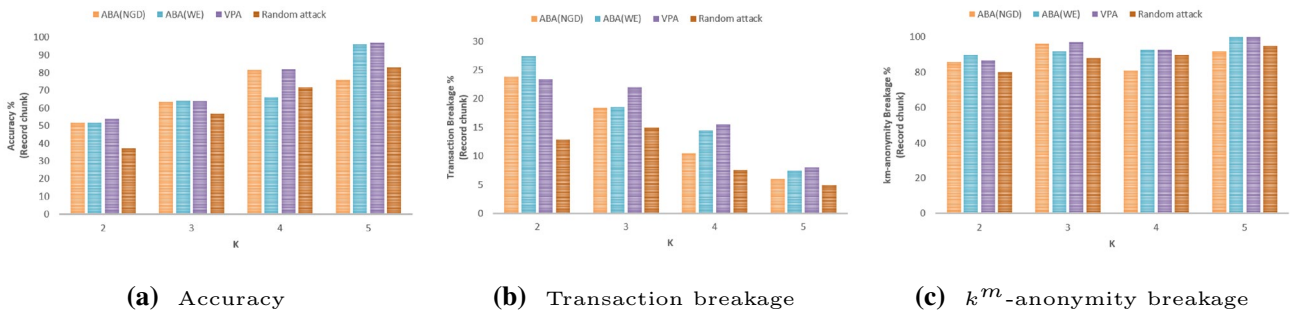 ABA(NGD) ABA(WE) VPA Random attack
Accuracy %
(Record chunk)
100
90
80
70
60
50
40
30
20
10
0
2 3 4 5
K
(a) Accuracy
ABA(NGD) ABA(WE) VPA Random attack
Transaction Breakage %
(Record chunk)
30
25
20
15
10
5
0
2 3 4 5
K
(b) Transaction breakage
ABA(NGD) ABA(WE) VPA Random attack
km-anonymity breakage %
(Record chunk)
100
80
60
40
20
0
2 3 4 5
K
(c) k^m-anonymity breakage